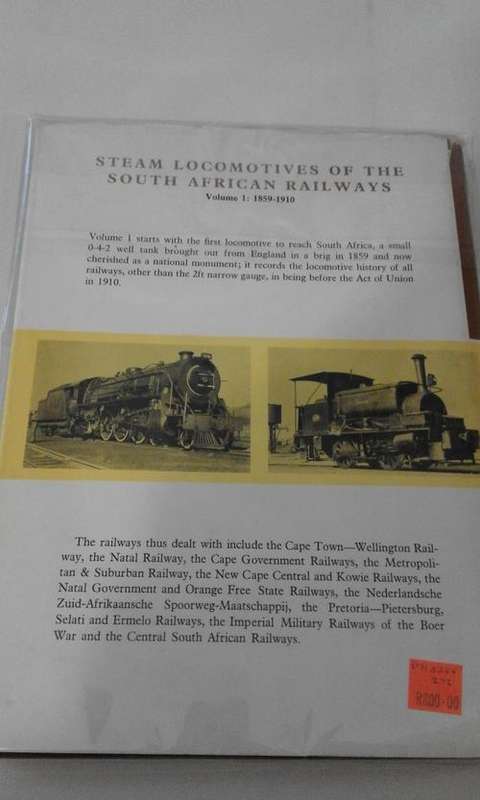 STEAM LOCOMOTIVES OF THE
SOUTH AFRICAN RAILWAYS
Volume 1: 1859-1910
Volume 1 starts with the first locomotive to reach South Africa, a small
0-4-2 well tank brought out from England in a brig in 1859 and now
cherished as a national monument; it records the locomotive history of all
railways, other than the 2ft narrow gauge, in being before the Act of Union
in 1910.
The railways thus dealt with include the Cape Town—Wellington Rail-
way, the Natal Railway, the Cape Government Railways, the Metropoli-
tan & Suburban Railway, the New Cape Central and Kowie Railways, the
Natal Government and Orange Free State Railways, the Nederlandsche
Zuid-Afrikaansche Spoorweg-Maatschappij, the Pretoria—Pietersburg,
Selati and Ermelo Railways, the Imperial Military Railways of the Boer
War and the Central South African Railways.